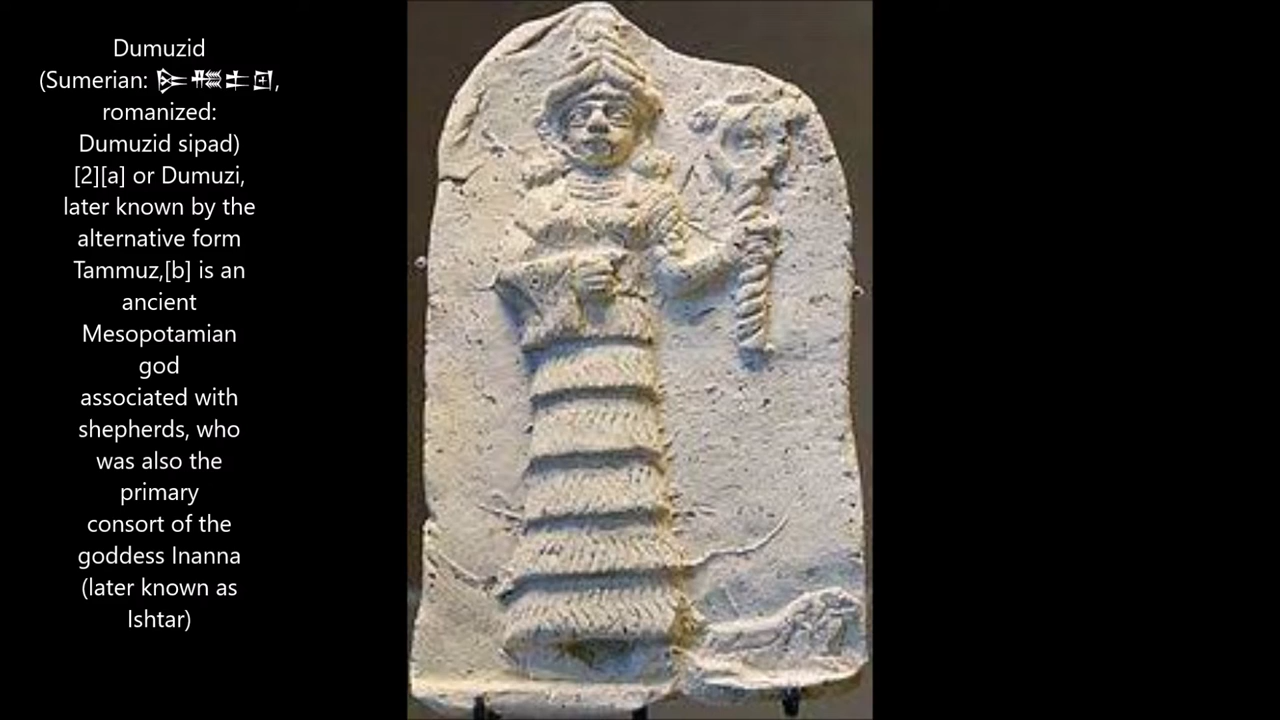 Dumuzid
(Sumerian: 𒌉𒍣𒉺𒇻,
romanized:
Dumuzid sipad)
[2][a] or Dumuzi,
later known by the
alternative form
Tammuz,[b] is an
ancient
Mesopotamian
god
associated with
shepherds, who
was also the
primary
consort of the
goddess Inanna
(later known as
Ishtar)